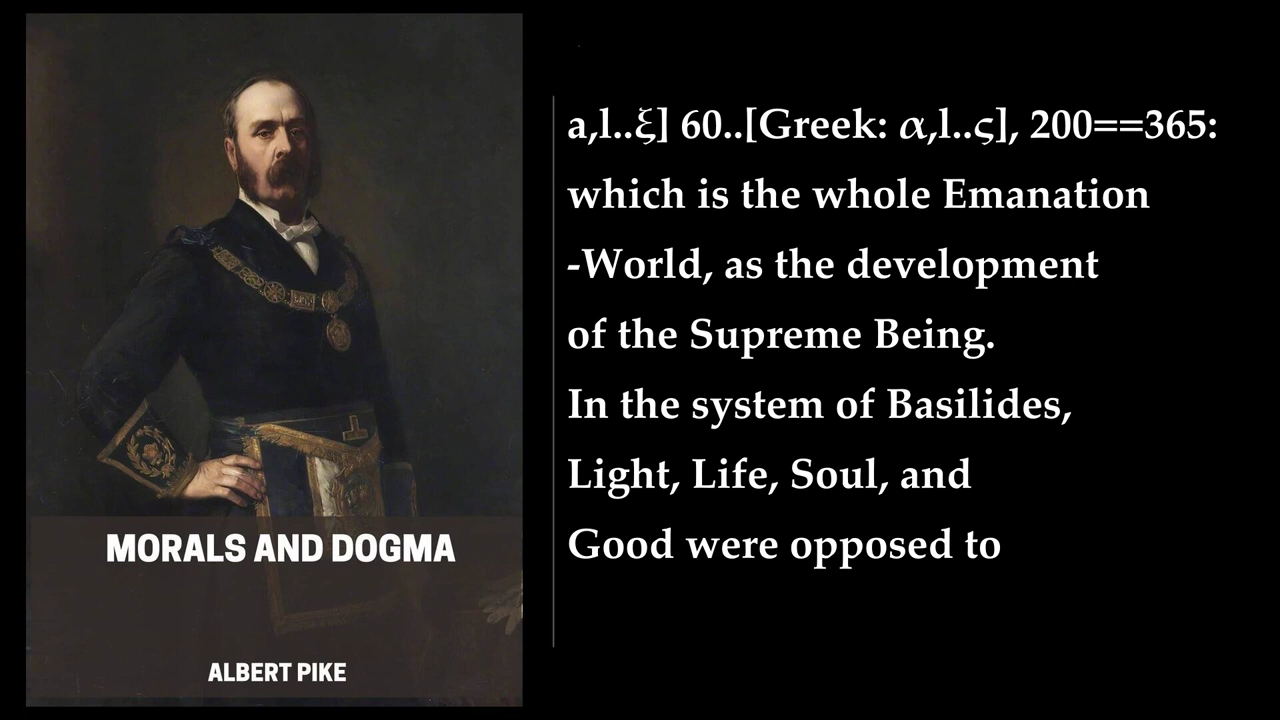 MORALS AND DOGMA
ALBERT PIKE
a,l..ξ] 60..[Greek: α,l..ς], 200==365:
which is the whole Emanation
-World, as the development
of the Supreme Being.
In the system of Basilides,
Light, Life, Soul, and
Good were opposed to